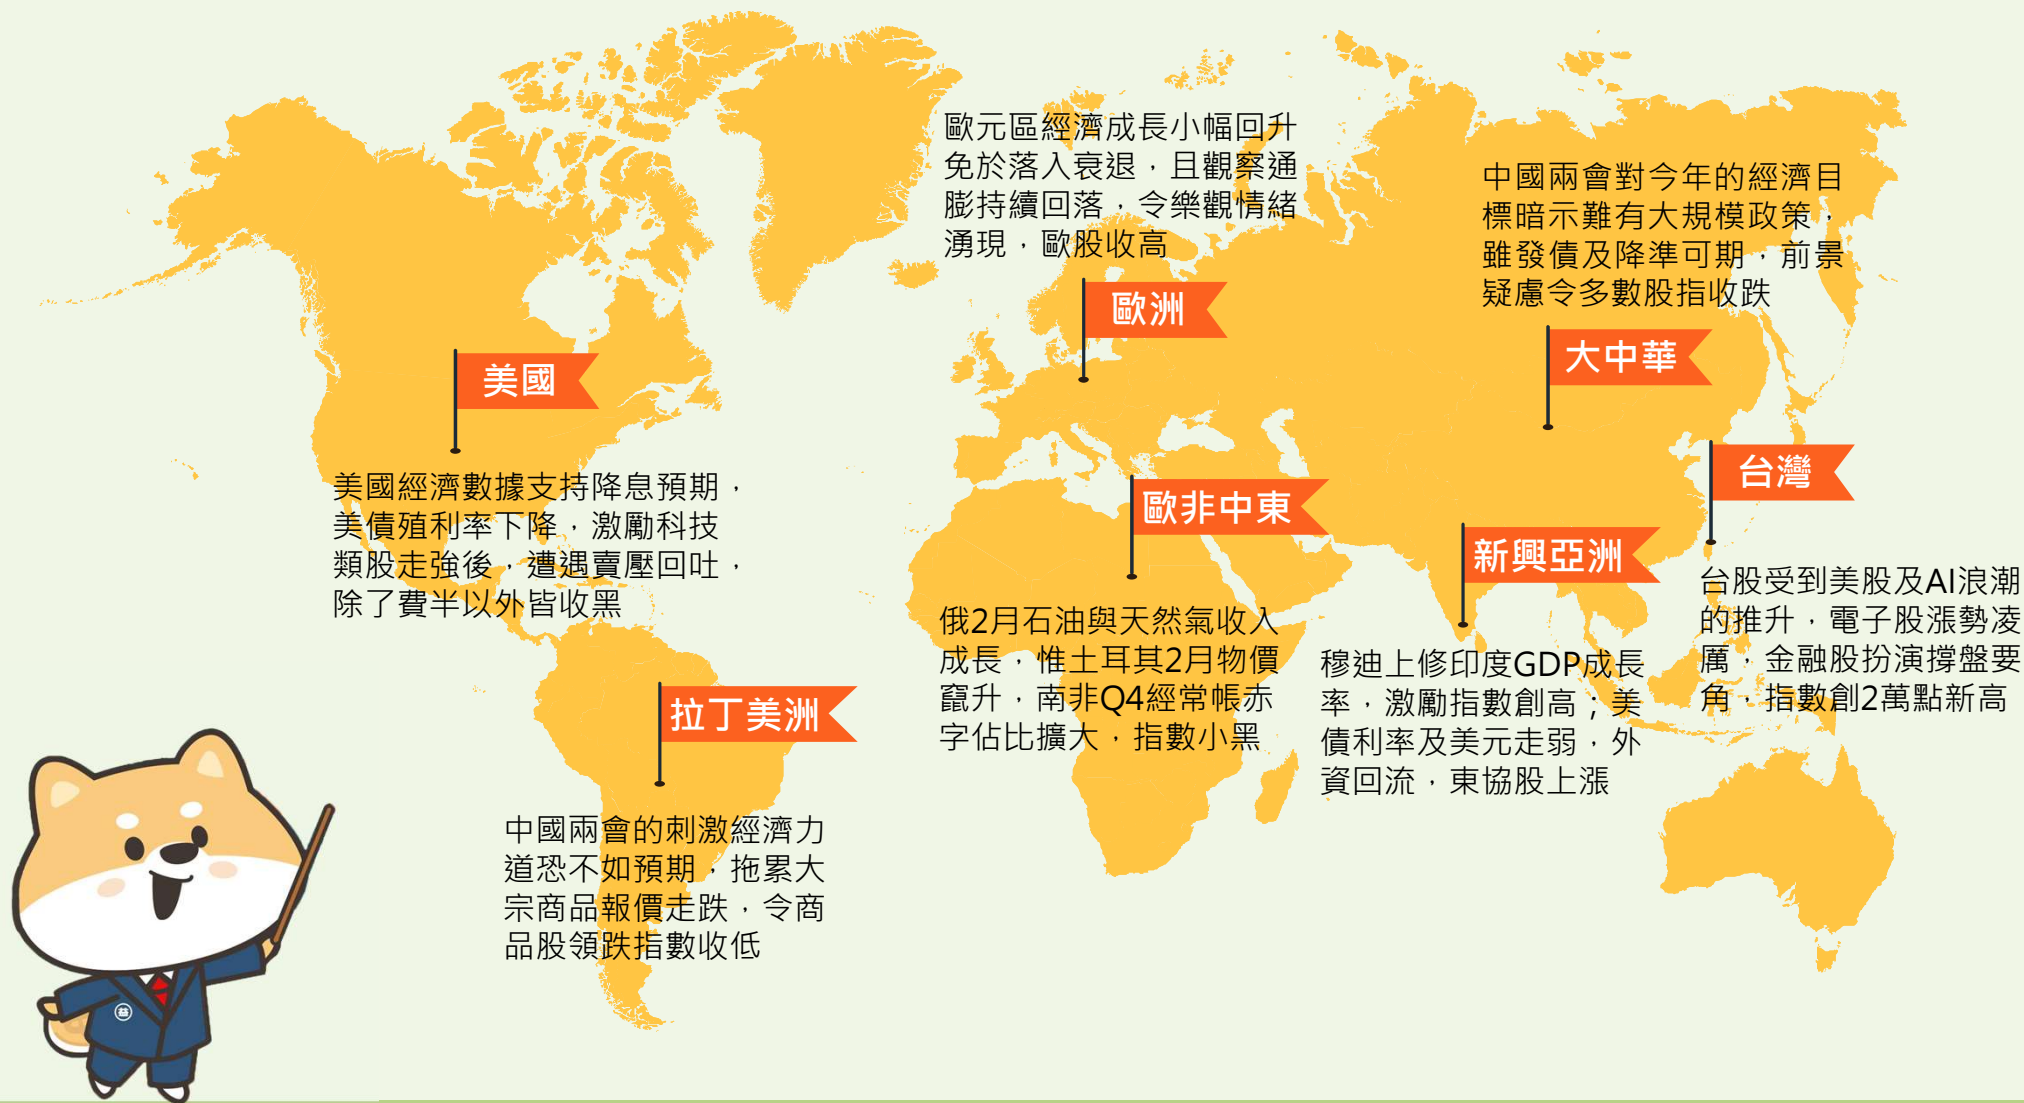 歐元區經濟成長小幅回升
免於落入衰退，且觀察通
膨持續回落，令樂觀情緒
湧現，歐股收高
歐洲
中國兩會對今年的經濟目
標暗示難有大規模政策，
雖發債及降準可期，前景
疑慮令多數股指收跌
大中華
美國
美國經濟數據支持降息預期，
美債殖利率下降，激勵科技
類股走強後，遭遇賣壓回吐，
除了費半以外皆收黑
台灣
台股受到美股及AI浪潮
的推升，電子股漲勢凌
厲，金融股扮演撐盤要
角，指數創2萬點新高
歐非中東
俄2月石油與天然氣收入
成長，惟土耳其2月物價
竄升，南非Q4經常帳赤
字佔比擴大，指數小黑
新興亞洲
穆迪上修印度GDP成長
率，激勵指數創高；美
債利率及美元走弱，外
資回流，東協股上漲
拉丁美洲
中國兩會的刺激經濟力
道恐不如預期，拖累大
宗商品報價走跌，令商
品股領跌指數收低
益